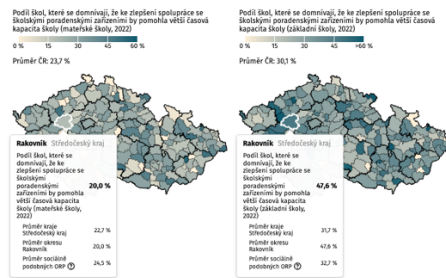 Podíl škol, které se domnívají, že ke zlepšení spolupráce se
školskými poradenskými zařízeními by pomohla větší časová
kapacita školy (mateřské školy, 2022)
0 % 15 30 45 60 %
Průměr ČR: 23,7 %
Rakovník Středočeský kraj
Podíl škol, které se
domnívají, že ke
zlepšení spolupráce se
školskými
poradenskými 20,0 %
zařízeními by pomohla
větší časová kapacita
školy (mateřské školy,
2022)
Průměr kraje
Středočeský kraj 22,7 %
Průměr okresu
Rakovník 20,0 %
Průměr sociálně
podobných ORP ? 24,5 %
Podíl škol, které se domnívají, že ke zlepšení spolupráce se
školskými poradenskými zařízeními by pomohla větší časová
kapacita školy (základní školy, 2022)
0 % 15 30 45 >60 %
Průměr ČR: 30,1 %
Rakovník Středočeský kraj
Podíl škol, které se
domnívají, že ke
zlepšení spolupráce se
školskými
poradenskými 47,6 %
zařízeními by pomohla
větší časová kapacita
školy (základní školy,
2022)
Průměr kraje
Středočeský kraj 31,7 %
Průměr okresu
Rakovník 47,6 %
Průměr sociálně
podobných ORP ? 32,7 %